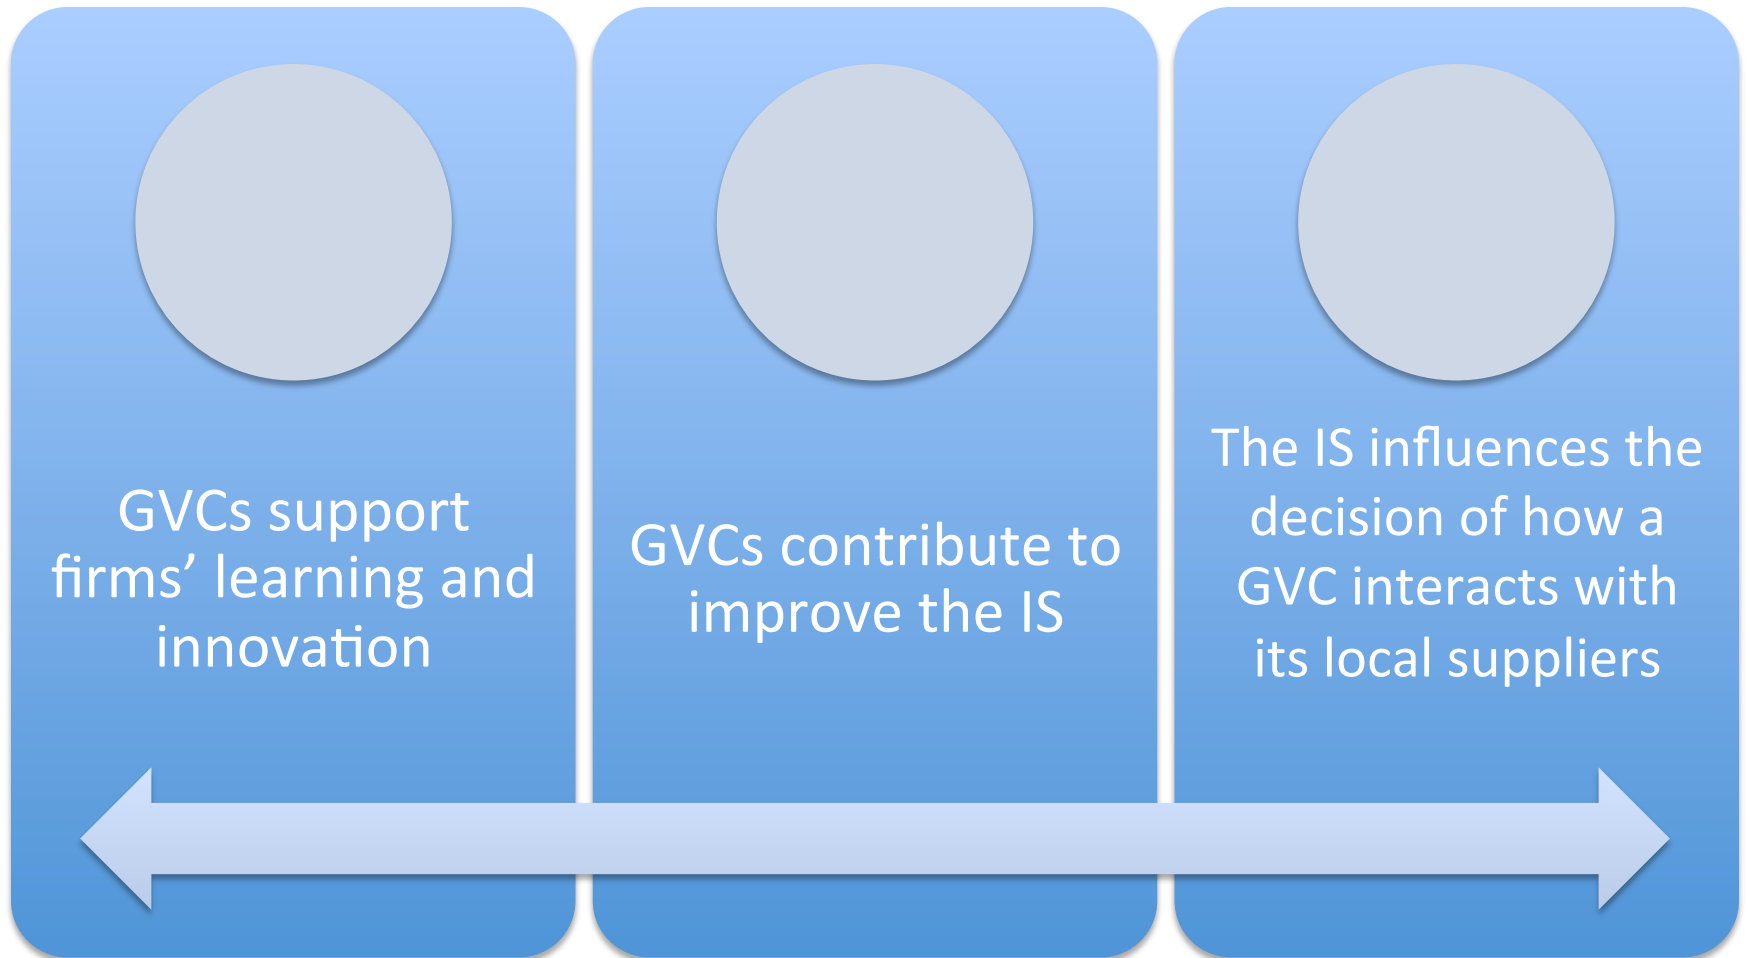 GVCs support
firms’ learning and
innovation
GVCs contribute to
improve the IS
The IS influences the
decision of how a
GVC interacts with
its local suppliers